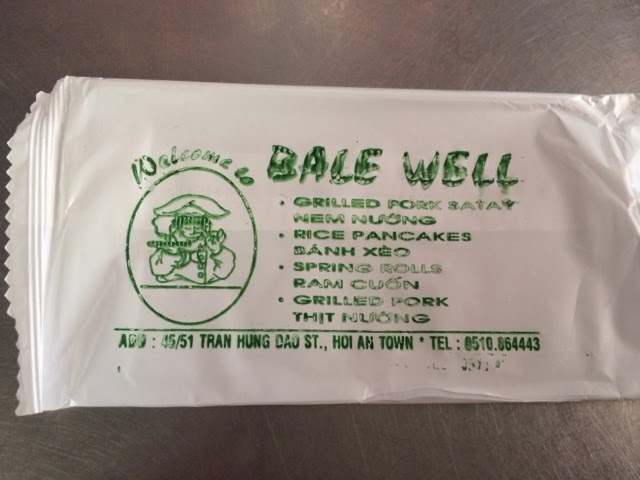 Welcome to BALE WELL
• GRILLED PORK SATAY
NEM NƯỚNG
• RICE PANCAKES
BÁNH XÈO
• SPRING ROLLS
RAM CUỐN
• GRILLED PORK
THỊT NƯỚNG
ADD : 45/51 TRAN HUNG DAO ST., HOI AN TOWN * TEL : 0510.864443